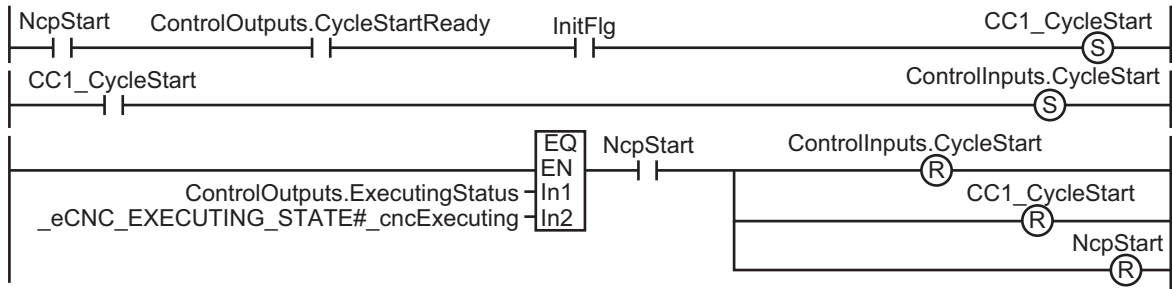 NcpStart ControlOutputs.CycleStartReady InitFlg CC1_CycleStart
S
CC1_CycleStart ControlInputs.CycleStart
S
EQ NcpStart ControlInputs.CycleStart
EN R
ControlOutputs.ExecutingStatus In1 CC1_CycleStart
_eCNC_EXECUTING_STATE#_cncExecuting In2 R
NcpStart
R